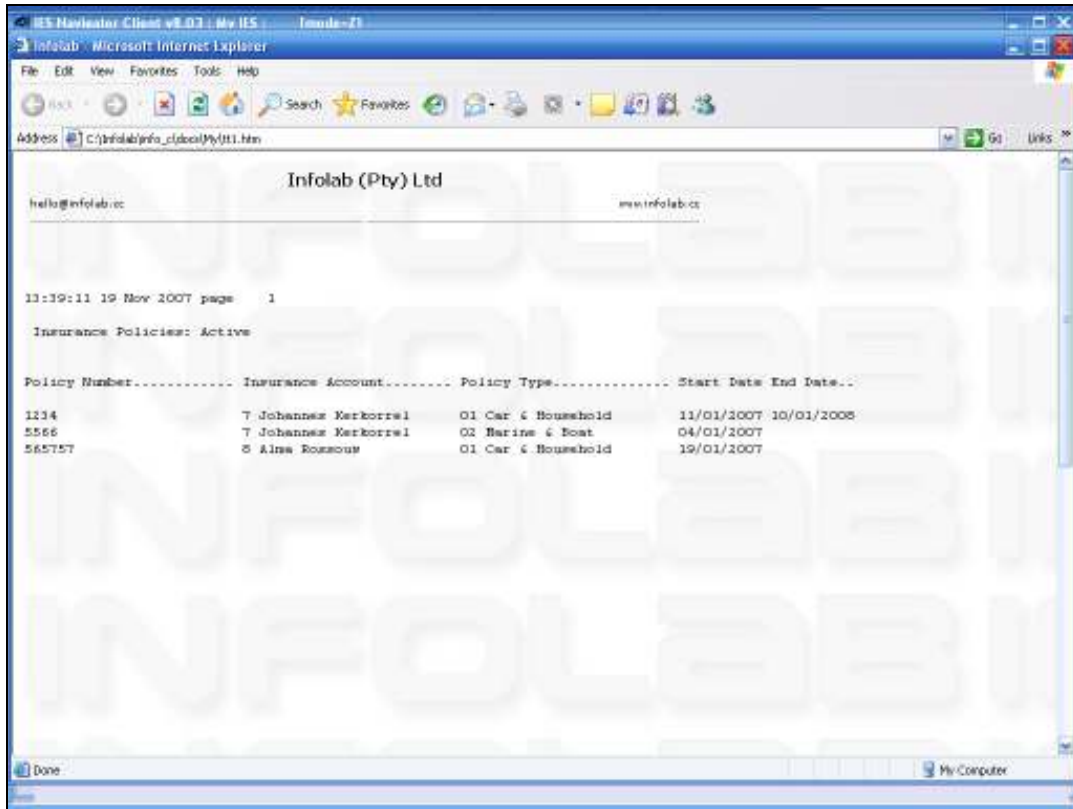 IES Navigator Client v8.03 : My IES :
Infolab - Microsoft Internet Explorer
File Edit View Favorites Tools Help
Back Search Favorites
Address C:\Infolab\info_cl\docs\My\tt1.htm Go Links »
Infolab (Pty) Ltd
hello@infolab.cc www.infolab.cc
13:39:11 19 Nov 2007 page 1
Insurance Policies: Active
Policy Number............ Insurance Account........ Policy Type.............. Start Date End Date..
1234 7 Johannes Kerkorrel 01 Car & Household 11/01/2007 10/01/2008
5566 7 Johannes Kerkorrel 02 Marine & Boat 04/01/2007
565757 8 Alma Rossouw 01 Car & Household 19/01/2007
Done My Computer